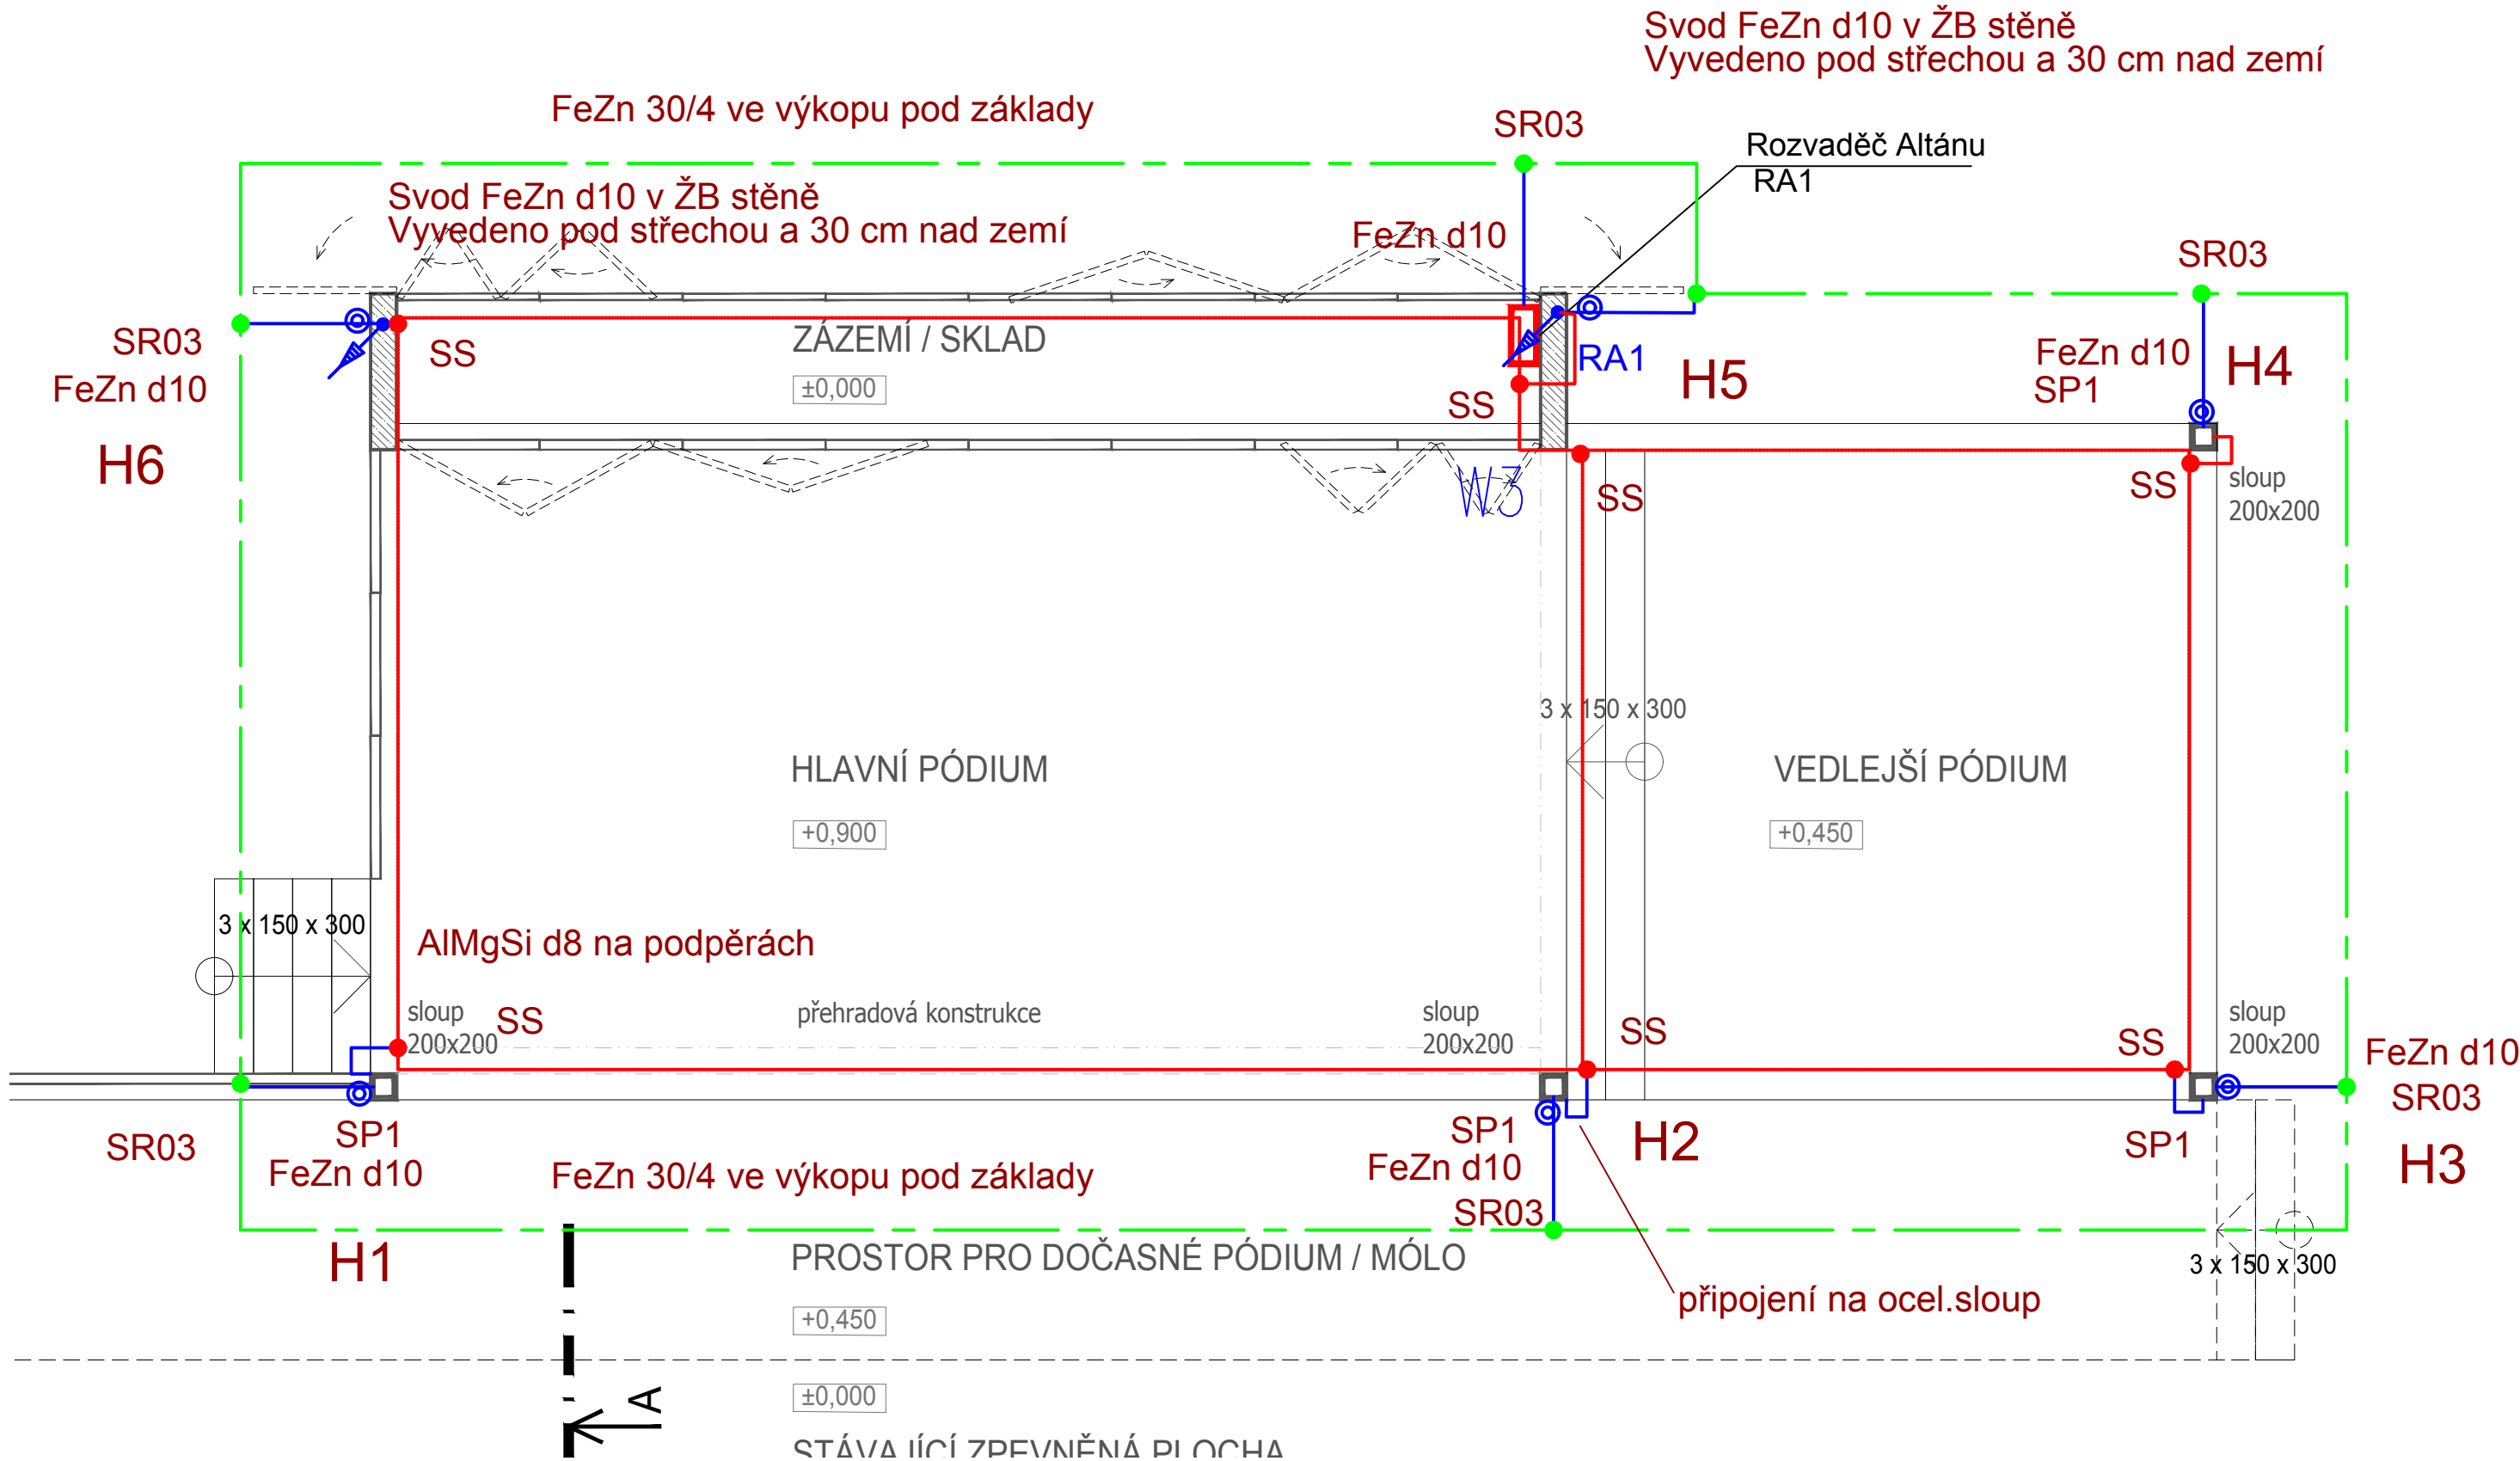 Svod FeZn d10 v ŽB stěně
Vyvedeno pod střechou a 30 cm nad zemí
FeZn 30/4 ve výkopu pod základy
SR03
Rozvaděč Altánu
RA1
Svod FeZn d10 v ŽB stěně
Vyvedeno pod střechou a 30 cm nad zemí
FeZn d10
SR03
SR03
FeZn d10
SS
ZÁZEMÍ / SKLAD
±0,000
RA1
H5
FeZn d10
SP1
H4
SS
H6
W3
SS
SS
sloup
200x200
3 x 150 x 300
HLAVNÍ PÓDIUM
+0,900
VEDLEJŠÍ PÓDIUM
+0,450
3 x 150 x 300
AlMgSi d8 na podpěrách
sloup
200x200
SS
přehradová konstrukce
sloup
200x200
SS
SS
sloup
200x200
FeZn d10
SR03
SR03
SP1
FeZn d10
FeZn 30/4 ve výkopu pod základy
SP1
FeZn d10
SR03
H2
SP1
H3
H1
PROSTOR PRO DOČASNÉ PÓDIUM / MÓLO
3 x 150 x 300
+0,450
připojení na ocel.sloup
±0,000
A
STÁVAJÍCÍ ZPEVNĚNÁ PLOCHA